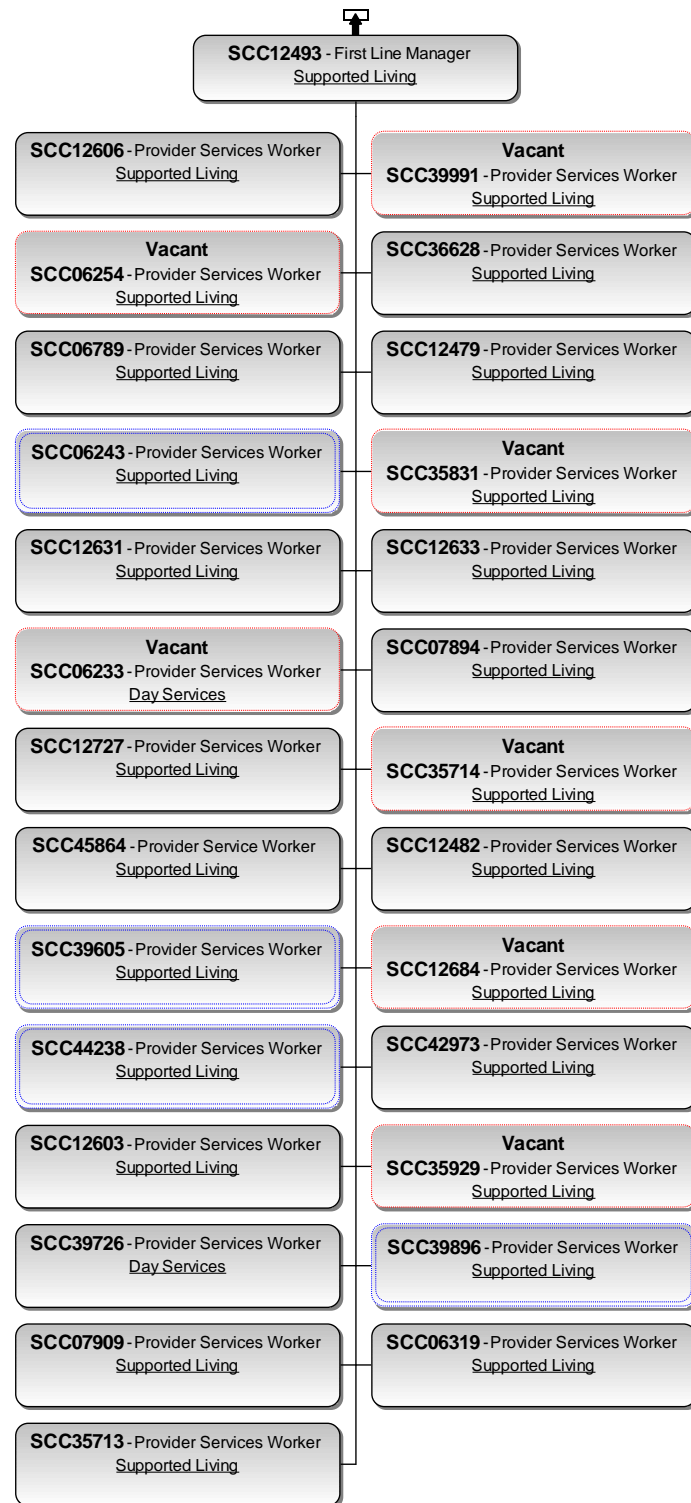 SCC12493 - First Line Manager
Supported Living
SCC12606 - Provider Services Worker
Supported Living
Vacant
SCC39991 - Provider Services Worker
Supported Living
Vacant
SCC06254 - Provider Services Worker
Supported Living
SCC36628 - Provider Services Worker
Supported Living
SCC06789 - Provider Services Worker
Supported Living
SCC12479 - Provider Services Worker
Supported Living
SCC06243 - Provider Services Worker
Supported Living
Vacant
SCC35831 - Provider Services Worker
Supported Living
SCC12631 - Provider Services Worker
Supported Living
SCC12633 - Provider Services Worker
Supported Living
Vacant
SCC06233 - Provider Services Worker
Day Services
SCC07894 - Provider Services Worker
Supported Living
SCC12727 - Provider Services Worker
Supported Living
Vacant
SCC35714 - Provider Services Worker
Supported Living
SCC45864 - Provider Service Worker
Supported Living
SCC12482 - Provider Services Worker
Supported Living
SCC39605 - Provider Services Worker
Supported Living
Vacant
SCC12684 - Provider Services Worker
Supported Living
SCC44238 - Provider Services Worker
Supported Living
SCC42973 - Provider Services Worker
Supported Living
SCC12603 - Provider Services Worker
Supported Living
Vacant
SCC35929 - Provider Services Worker
Supported Living
SCC39726 - Provider Services Worker
Day Services
SCC39896 - Provider Services Worker
Supported Living
SCC07909 - Provider Services Worker
Supported Living
SCC06319 - Provider Services Worker
Supported Living
SCC35713 - Provider Services Worker
Supported Living